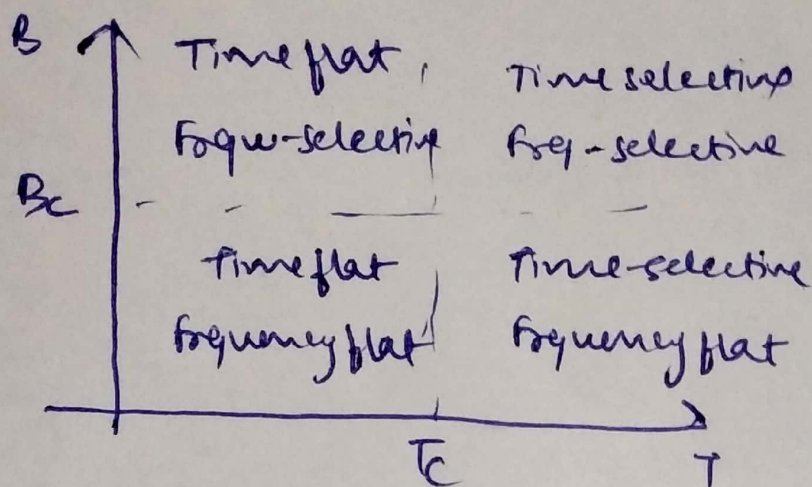 B
Time flat, Time selective
Frequ-selective Freq-selective
Bc
Time flat Time-selective
Frequency flat Frequency flat
Tc T